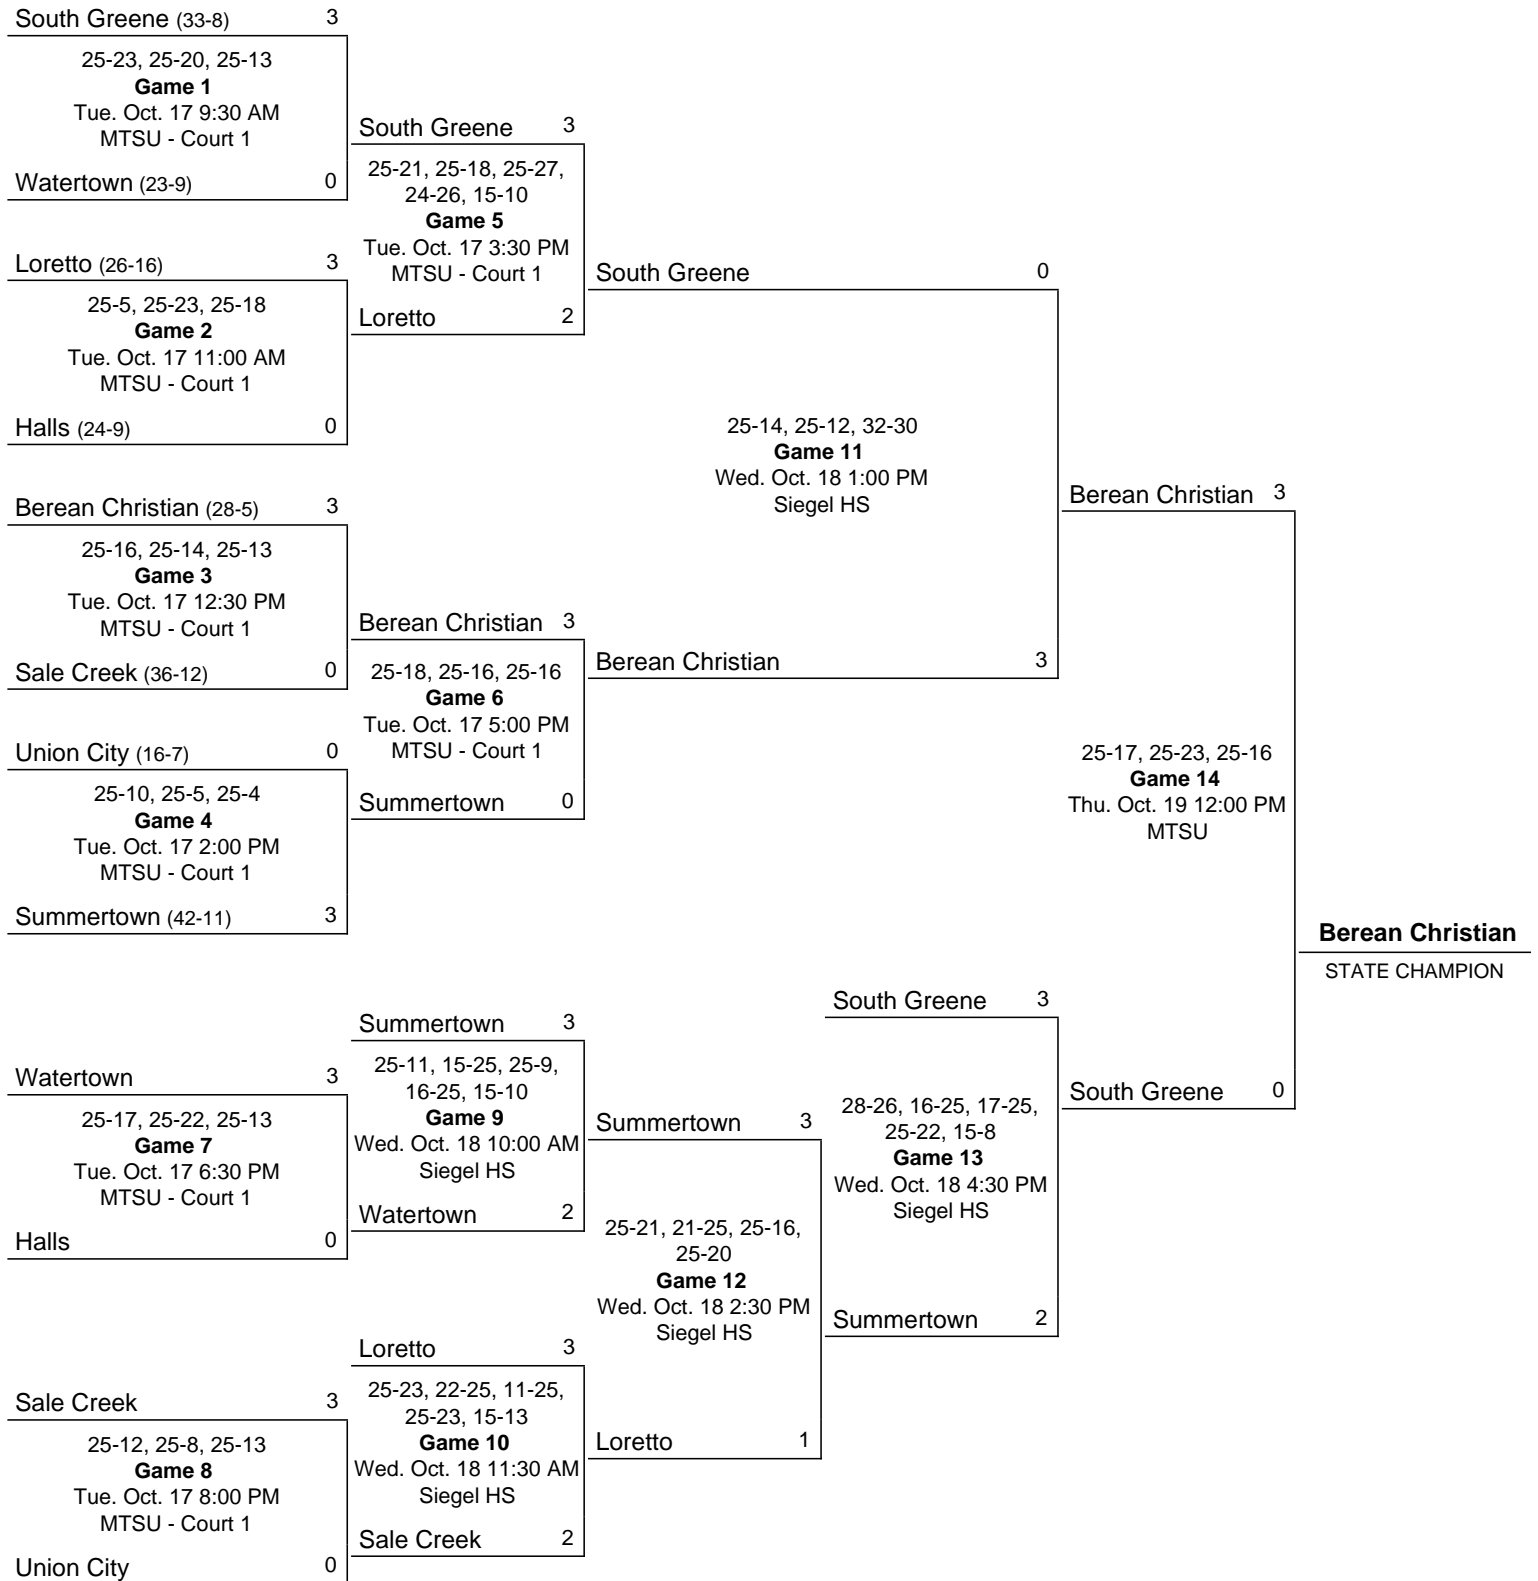 South Greene (33-8) 3
25-23, 25-20, 25-13
Game 1
Tue. Oct. 17 9:30 AM
MTSU - Court 1
Watertown (23-9) 0
Loretto (26-16) 3
25-5, 25-23, 25-18
Game 2
Tue. Oct. 17 11:00 AM
MTSU - Court 1
Halls (24-9) 0
Berean Christian (28-5) 3
25-16, 25-14, 25-13
Game 3
Tue. Oct. 17 12:30 PM
MTSU - Court 1
Sale Creek (36-12) 0
Union City (16-7) 0
25-10, 25-5, 25-4
Game 4
Tue. Oct. 17 2:00 PM
MTSU - Court 1
Summertown (42-11) 3
South Greene 3
25-21, 25-18, 25-27,
24-26, 15-10
Game 5
Tue. Oct. 17 3:30 PM
MTSU - Court 1
Loretto 2
Berean Christian 3
25-18, 25-16, 25-16
Game 6
Tue. Oct. 17 5:00 PM
MTSU - Court 1
Summertown 0
South Greene 0
25-14, 25-12, 32-30
Game 11
Wed. Oct. 18 1:00 PM
Siegel HS
Berean Christian 3
Berean Christian 3
25-17, 25-23, 25-16
Game 14
Thu. Oct. 19 12:00 PM
MTSU
South Greene 0
Berean Christian
STATE CHAMPION
Watertown 3
25-17, 25-22, 25-13
Game 7
Tue. Oct. 17 6:30 PM
MTSU - Court 1
Halls 0
Sale Creek 3
25-12, 25-8, 25-13
Game 8
Tue. Oct. 17 8:00 PM
MTSU - Court 1
Union City 0
Summertown 3
25-11, 15-25, 25-9,
16-25, 15-10
Game 9
Wed. Oct. 18 10:00 AM
Siegel HS
Watertown 2
Loretto 3
25-23, 22-25, 11-25,
25-23, 15-13
Game 10
Wed. Oct. 18 11:30 AM
Siegel HS
Sale Creek 2
Summertown 3
25-21, 21-25, 25-16,
25-20
Game 12
Wed. Oct. 18 2:30 PM
Siegel HS
Loretto 1
South Greene 3
28-26, 16-25, 17-25,
25-22, 15-8
Game 13
Wed. Oct. 18 4:30 PM
Siegel HS
Summertown 2